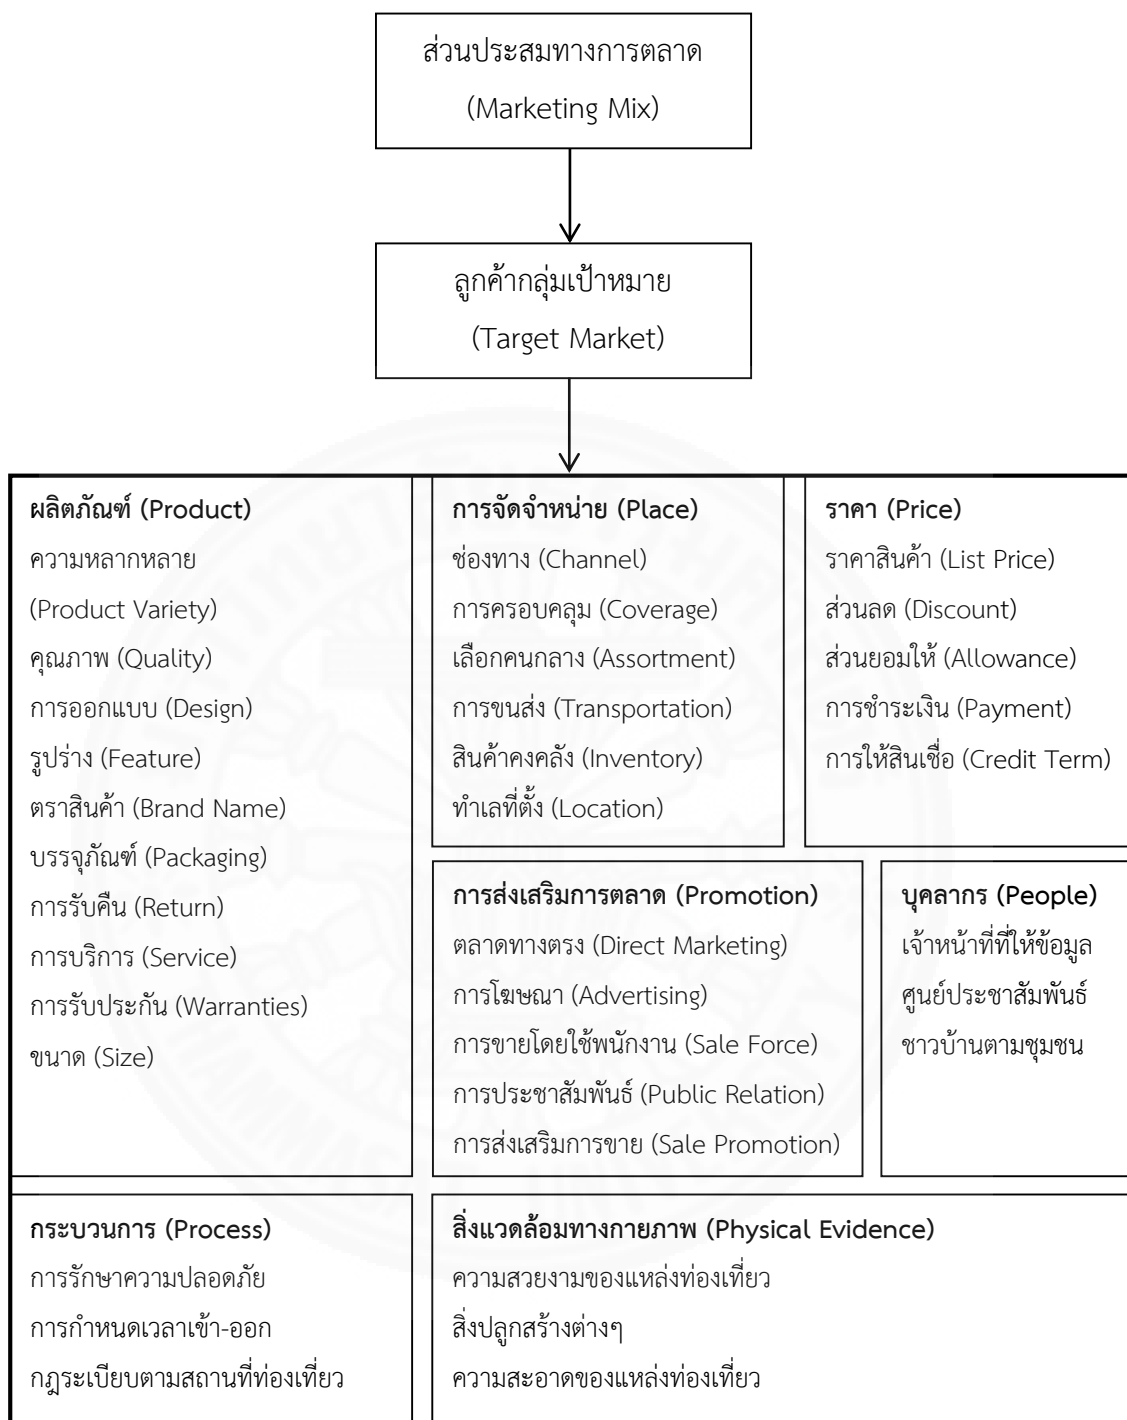 ส่วนประสมทางการตลาด
(Marketing Mix)
ลูกค้ากลุ่มเป้าหมาย
(Target Market)
ผลิตภัณฑ์ (Product)
ความหลากหลาย
(Product Variety)
คุณภาพ (Quality)
การออกแบบ (Design)
รูปร่าง (Feature)
ตราสินค้า (Brand Name)
บรรจุภัณฑ์ (Packaging)
การรับคืน (Return)
การบริการ (Service)
การรับประกัน (Warranties)
ขนาด (Size)
การจัดจำหน่าย (Place)
ช่องทาง (Channel)
การครอบคลุม (Coverage)
เลือกคนกลาง (Assortment)
การขนส่ง (Transportation)
สินค้าคงคลัง (Inventory)
ทำเลที่ตั้ง (Location)
ราคา (Price)
ราคาสินค้า (List Price)
ส่วนลด (Discount)
ส่วนยอมให้ (Allowance)
การชำระเงิน (Payment)
การให้สินเชื่อ (Credit Term)
การส่งเสริมการตลาด (Promotion)
ตลาดทางตรง (Direct Marketing)
การโฆษณา (Advertising)
การขายโดยใช้พนักงาน (Sale Force)
การประชาสัมพันธ์ (Public Relation)
การส่งเสริมการขาย (Sale Promotion)
บุคลากร (People)
เจ้าหน้าที่ที่ให้ข้อมูล
ศูนย์ประชาสัมพันธ์
ชาวบ้านตามชุมชน
กระบวนการ (Process)
การรักษาความปลอดภัย
การกำหนดเวลาเข้า-ออก
กฎระเบียบตามสถานที่ท่องเที่ยว
สิ่งแวดล้อมทางกายภาพ (Physical Evidence)
ความสวยงามของแหล่งท่องเที่ยว
สิ่งปลูกสร้างต่างๆ
ความสะอาดของแหล่งท่องเที่ยว